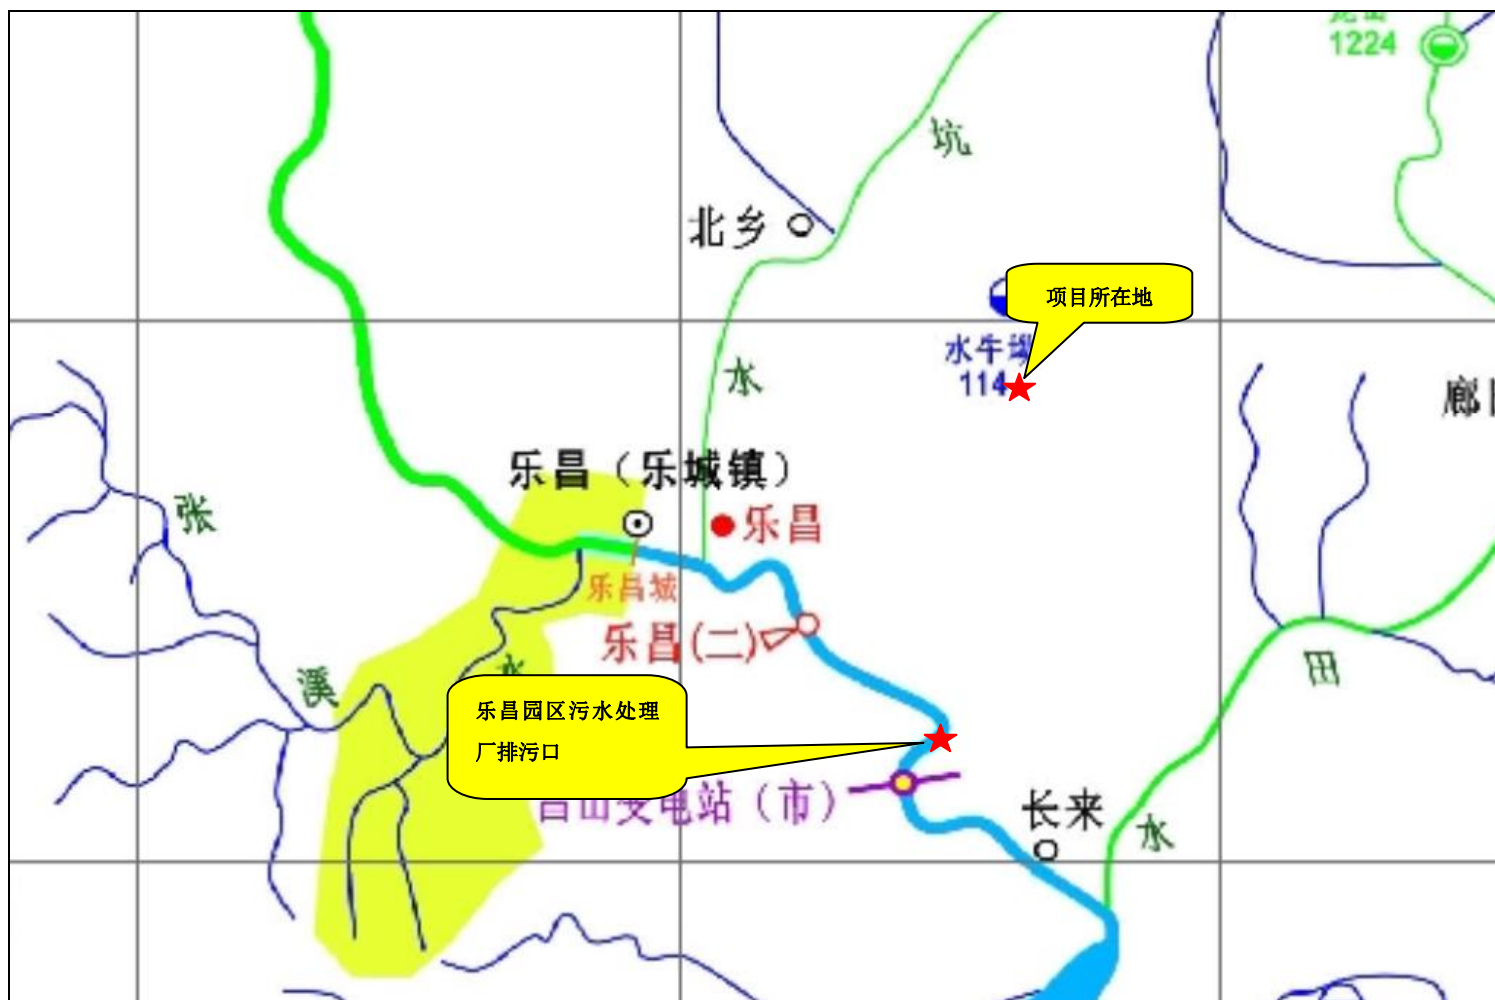 1224
坑
北乡
项目所在地
水牛
114
水
廊
乐昌（乐城镇）
张
乐昌
乐昌城
乐昌(二)
溪
水
田
乐昌园区污水处理
厂排污口
变电站（市）
长来
水